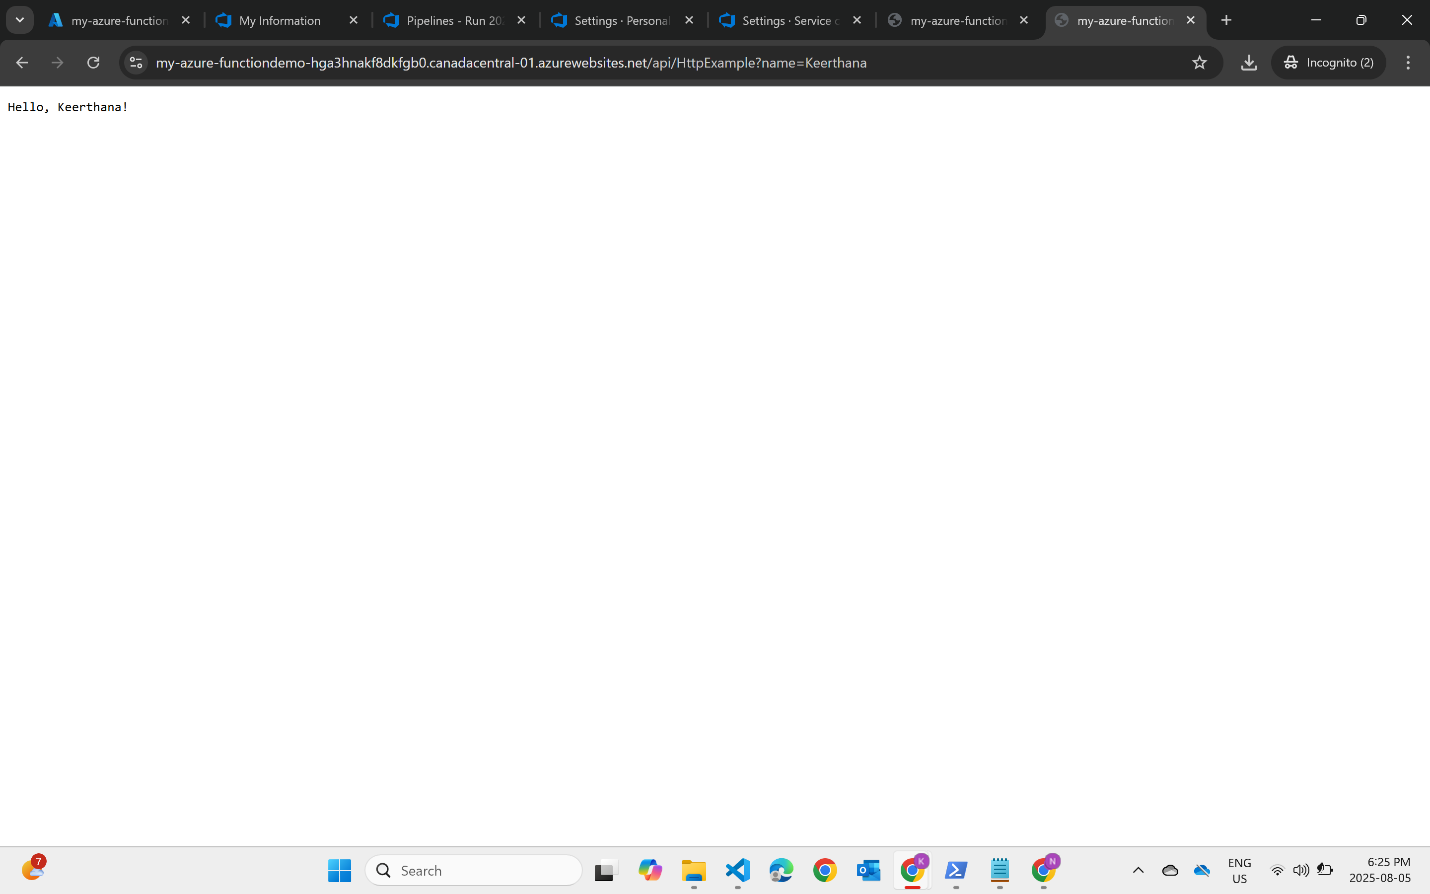 my-azure-function
My Information
Pipelines - Run 20
Settings · Personal
Settings · Service c
my-azure-function
my-azure-function
my-azure-functiondemo-hga3hnakf8dkfgb0.canadacentral-01.azurewebsites.net/api/HttpExample?name=Keerthana
Incognito (2)
Hello, Keerthana!
7
Search
K
N
ENG
US
6:25 PM
2025-08-05